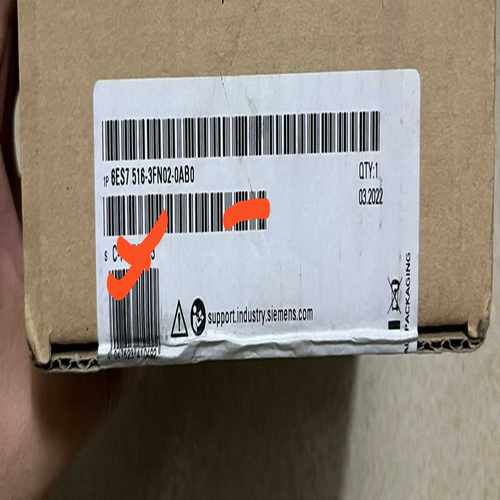 1P 6ES7 516-3FN02-0AB0
QTY:1
03.2022
S C-
support.industry.siemens.com
PACKAGING